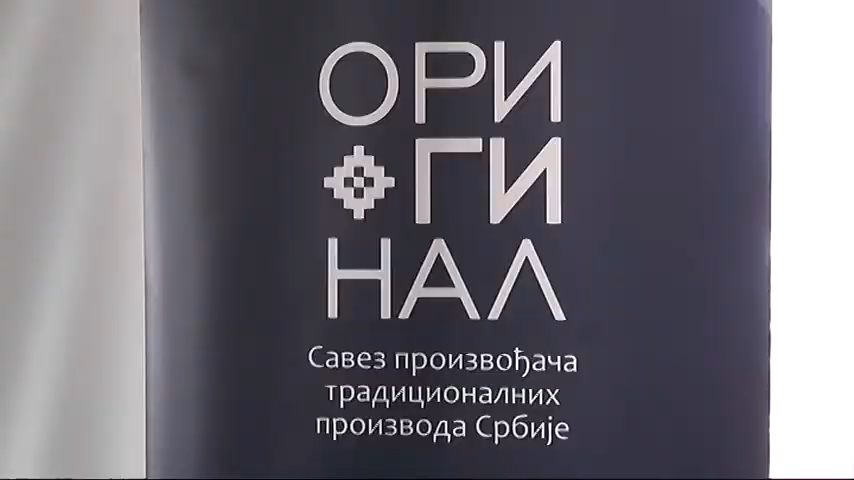 ОРИ
ГИ
НАЛ
Савез произвођача
традиционалних
производа Србије